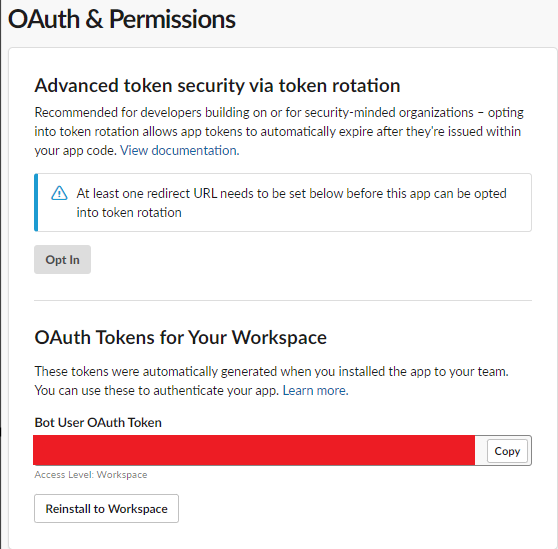 OAuth & Permissions
Advanced token security via token rotation
Recommended for developers building on or for security-minded organizations – opting
into token rotation allows app tokens to automatically expire after they're issued within
your app code. View documentation.
At least one redirect URL needs to be set below before this app can be opted
into token rotation
Opt In
OAuth Tokens for Your Workspace
These tokens were automatically generated when you installed the app to your team.
You can use these to authenticate your app. Learn more.
Bot User OAuth Token
Copy
Access Level: Workspace
Reinstall to Workspace